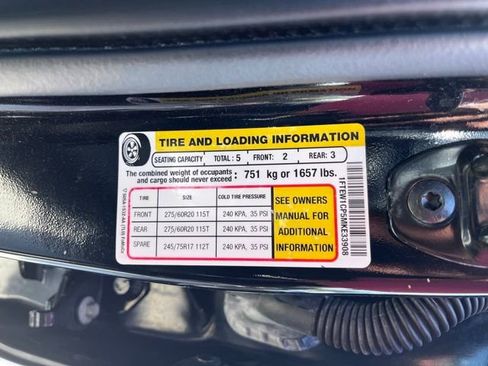 TIRE AND LOADING INFORMATION
SEATING CAPACITY TOTAL : 5 FRONT: 2 REAR: 3
The combined weight of occupants
and cargo should never exceed : 751 kg or 1657 lbs.
TIRE SIZE COLD TIRE PRESSURE
FRONT 275/60R20 115T 240 KPA, 35 PSI
REAR 275/60R20 115T 240 KPA, 35 PSI
SPARE 245/75R17 112T 240 KPA, 35 PSI
SEE OWNERS
MANUAL FOR
ADDITIONAL
INFORMATION
1FTEW1CP5MKE33908